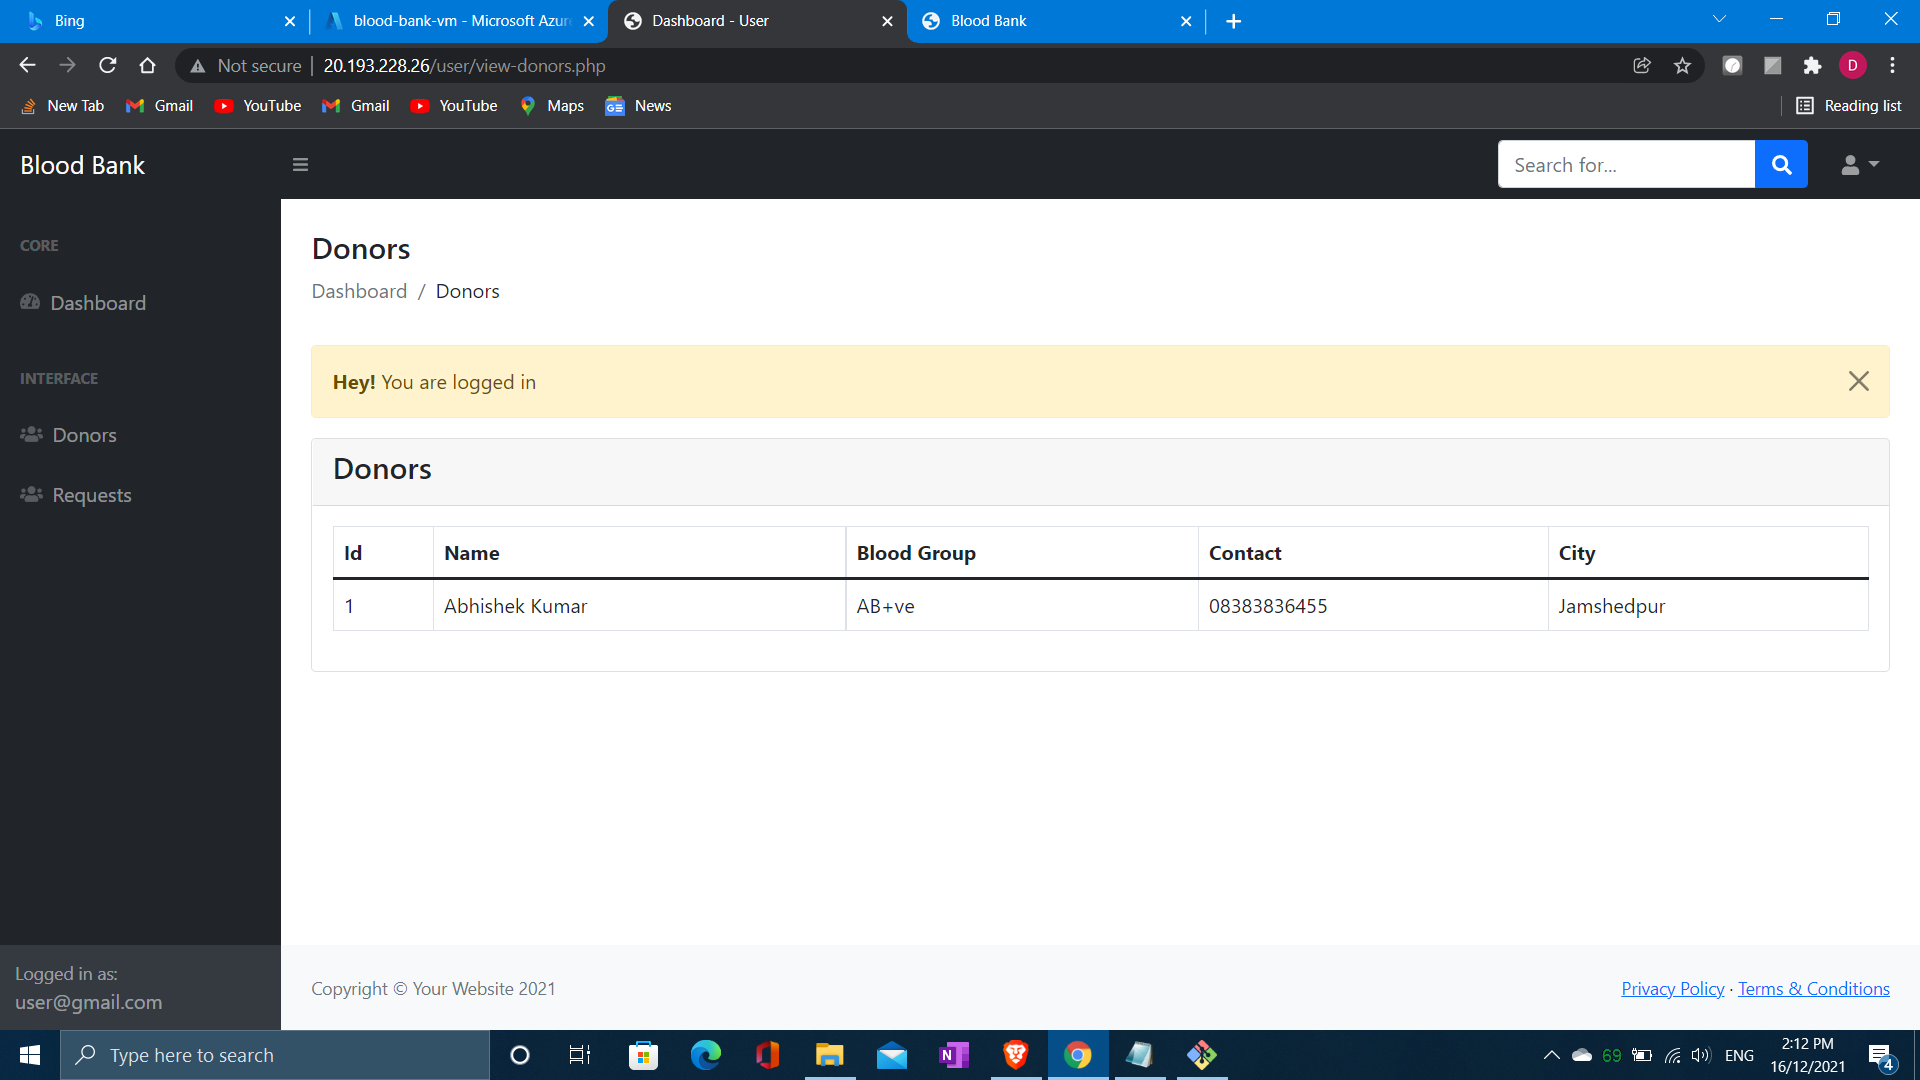 Bing
blood-bank-vm - Microsoft Azur
Dashboard - User
Blood Bank
Not secure
20.193.228.26/user/view-donors.php
D
New Tab
Gmail
YouTube
Gmail
YouTube
Maps
News
Reading list
Blood Bank
Search for...
CORE
Dashboard
INTERFACE
Donors
Requests
Donors
Dashboard / Donors
Hey! You are logged in
Donors
Id Name Blood Group Contact City
1 Abhishek Kumar AB+ve 08383836455 Jamshedpur
Logged in as:
user@gmail.com
Copyright © Your Website 2021
Privacy Policy · Terms & Conditions
Type here to search
69
ENG
2:12 PM
16/12/2021
4